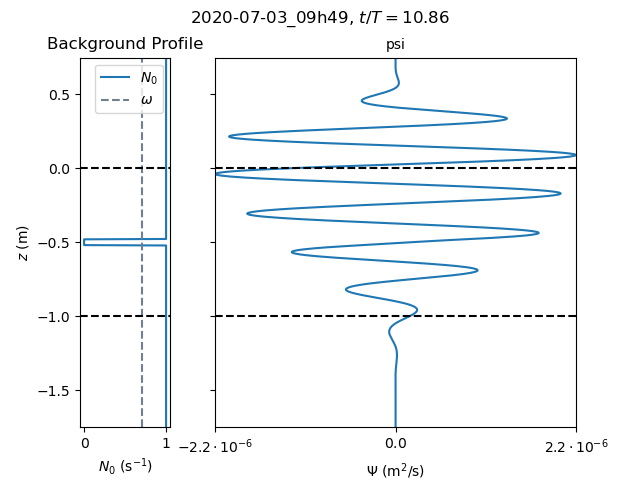 2020-07-03_09h49, t/T = 10.86
Background Profile
psi
N₀
ω
0.5
0.0
−0.5
−1.0
−1.5
z (m)
0
1
N₀ (s⁻¹)
−2.2 · 10⁻⁶
0.0
2.2 · 10⁻⁶
Ψ (m²/s)